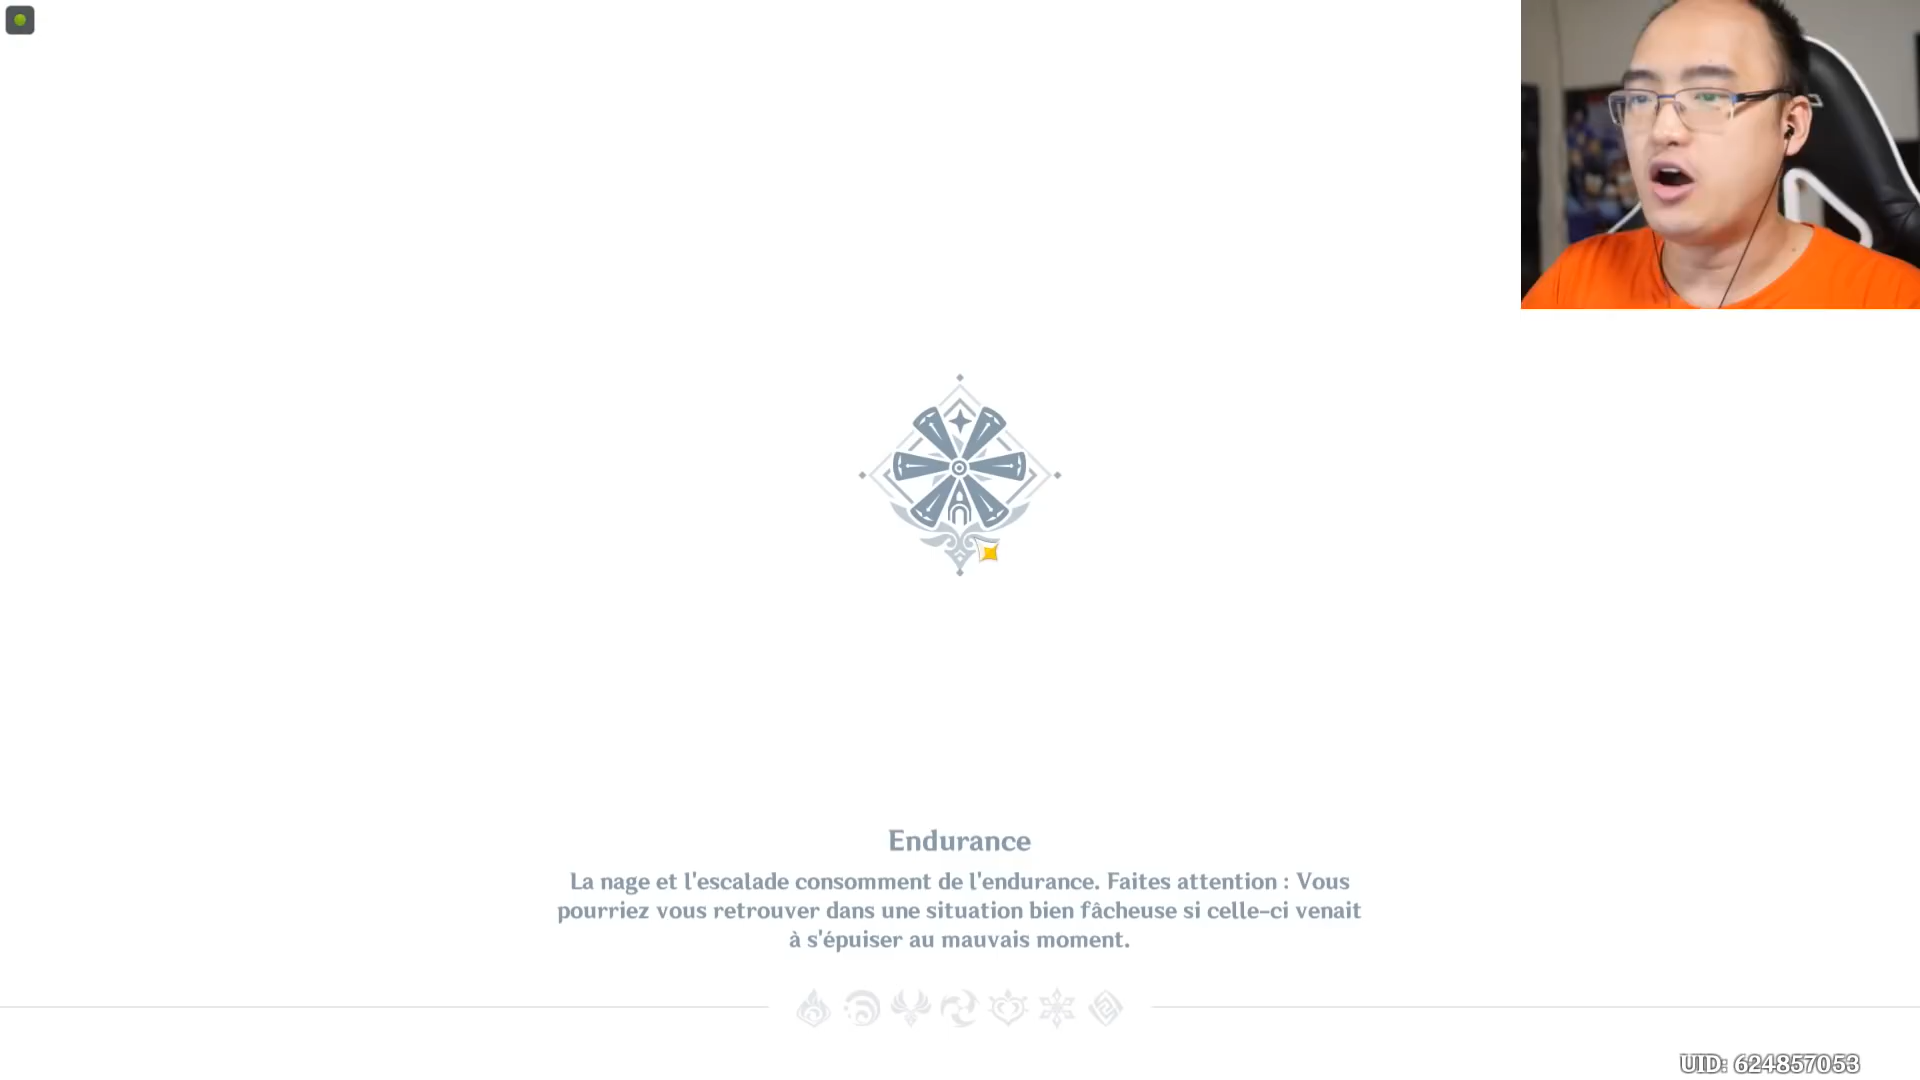 Endurance
La nage et l'escalade consomment de l'endurance. Faites attention : Vous
pourriez vous retrouver dans une situation bien fâcheuse si celle-ci venait
à s'épuiser au mauvais moment.
UID: 624857053